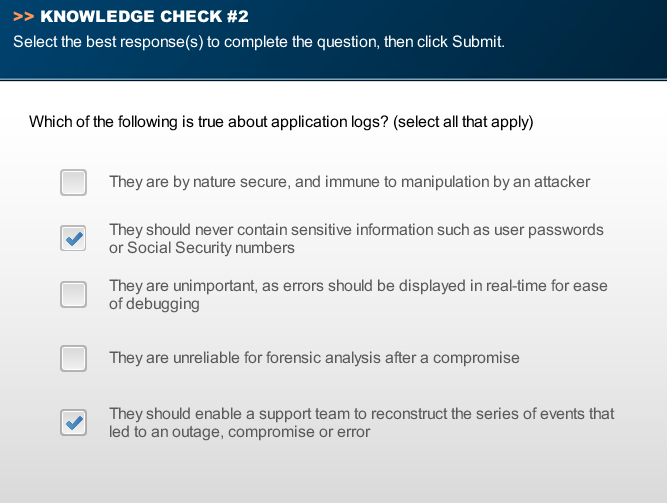 >> KNOWLEDGE CHECK #2
Select the best response(s) to complete the question, then click Submit.
Which of the following is true about application logs? (select all that apply)
They are by nature secure, and immune to manipulation by an attacker
They should never contain sensitive information such as user passwords
or Social Security numbers
They are unimportant, as errors should be displayed in real-time for ease
of debugging
They are unreliable for forensic analysis after a compromise
They should enable a support team to reconstruct the series of events that
led to an outage, compromise or error